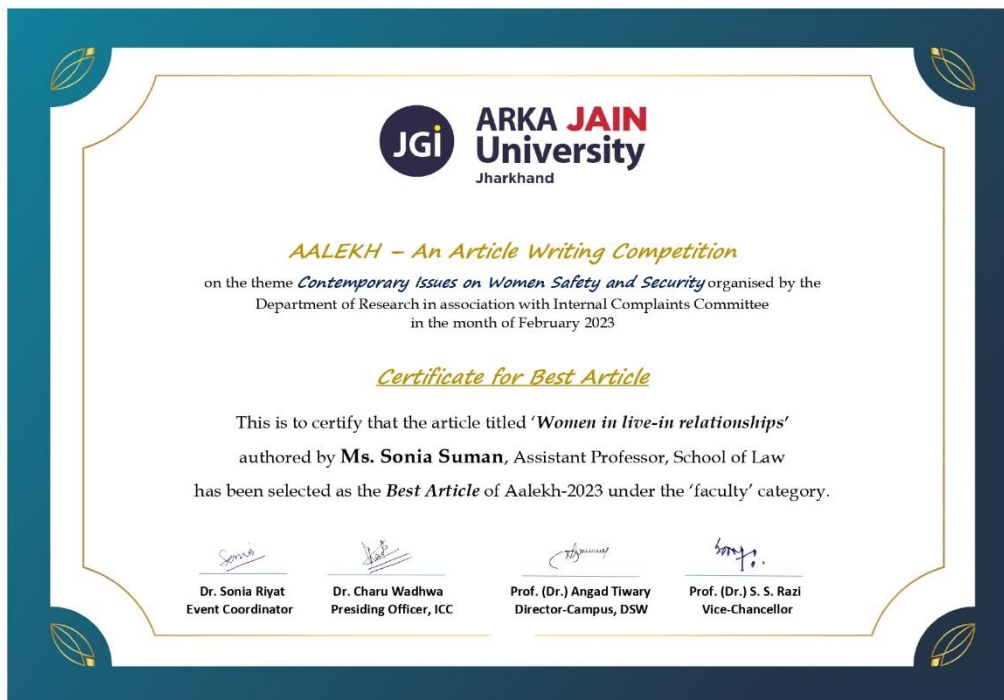 JGi
ARKA JAIN
University
Jharkhand
AALEKH – An Article Writing Competition
on the theme Contemporary Issues on Women Safety and Security organised by the
Department of Research in association with Internal Complaints Committee
in the month of February 2023
Certificate for Best Article
This is to certify that the article titled ‘Women in live-in relationships’
authored by Ms. Sonia Suman, Assistant Professor, School of Law
has been selected as the Best Article of Aalekh-2023 under the ‘faculty’ category.
Dr. Sonia Riyat
Event Coordinator
Dr. Charu Wadhwa
Presiding Officer, ICC
Prof. (Dr.) Angad Tiwary
Director-Campus, DSW
Prof. (Dr.) S. S. Razi
Vice-Chancellor